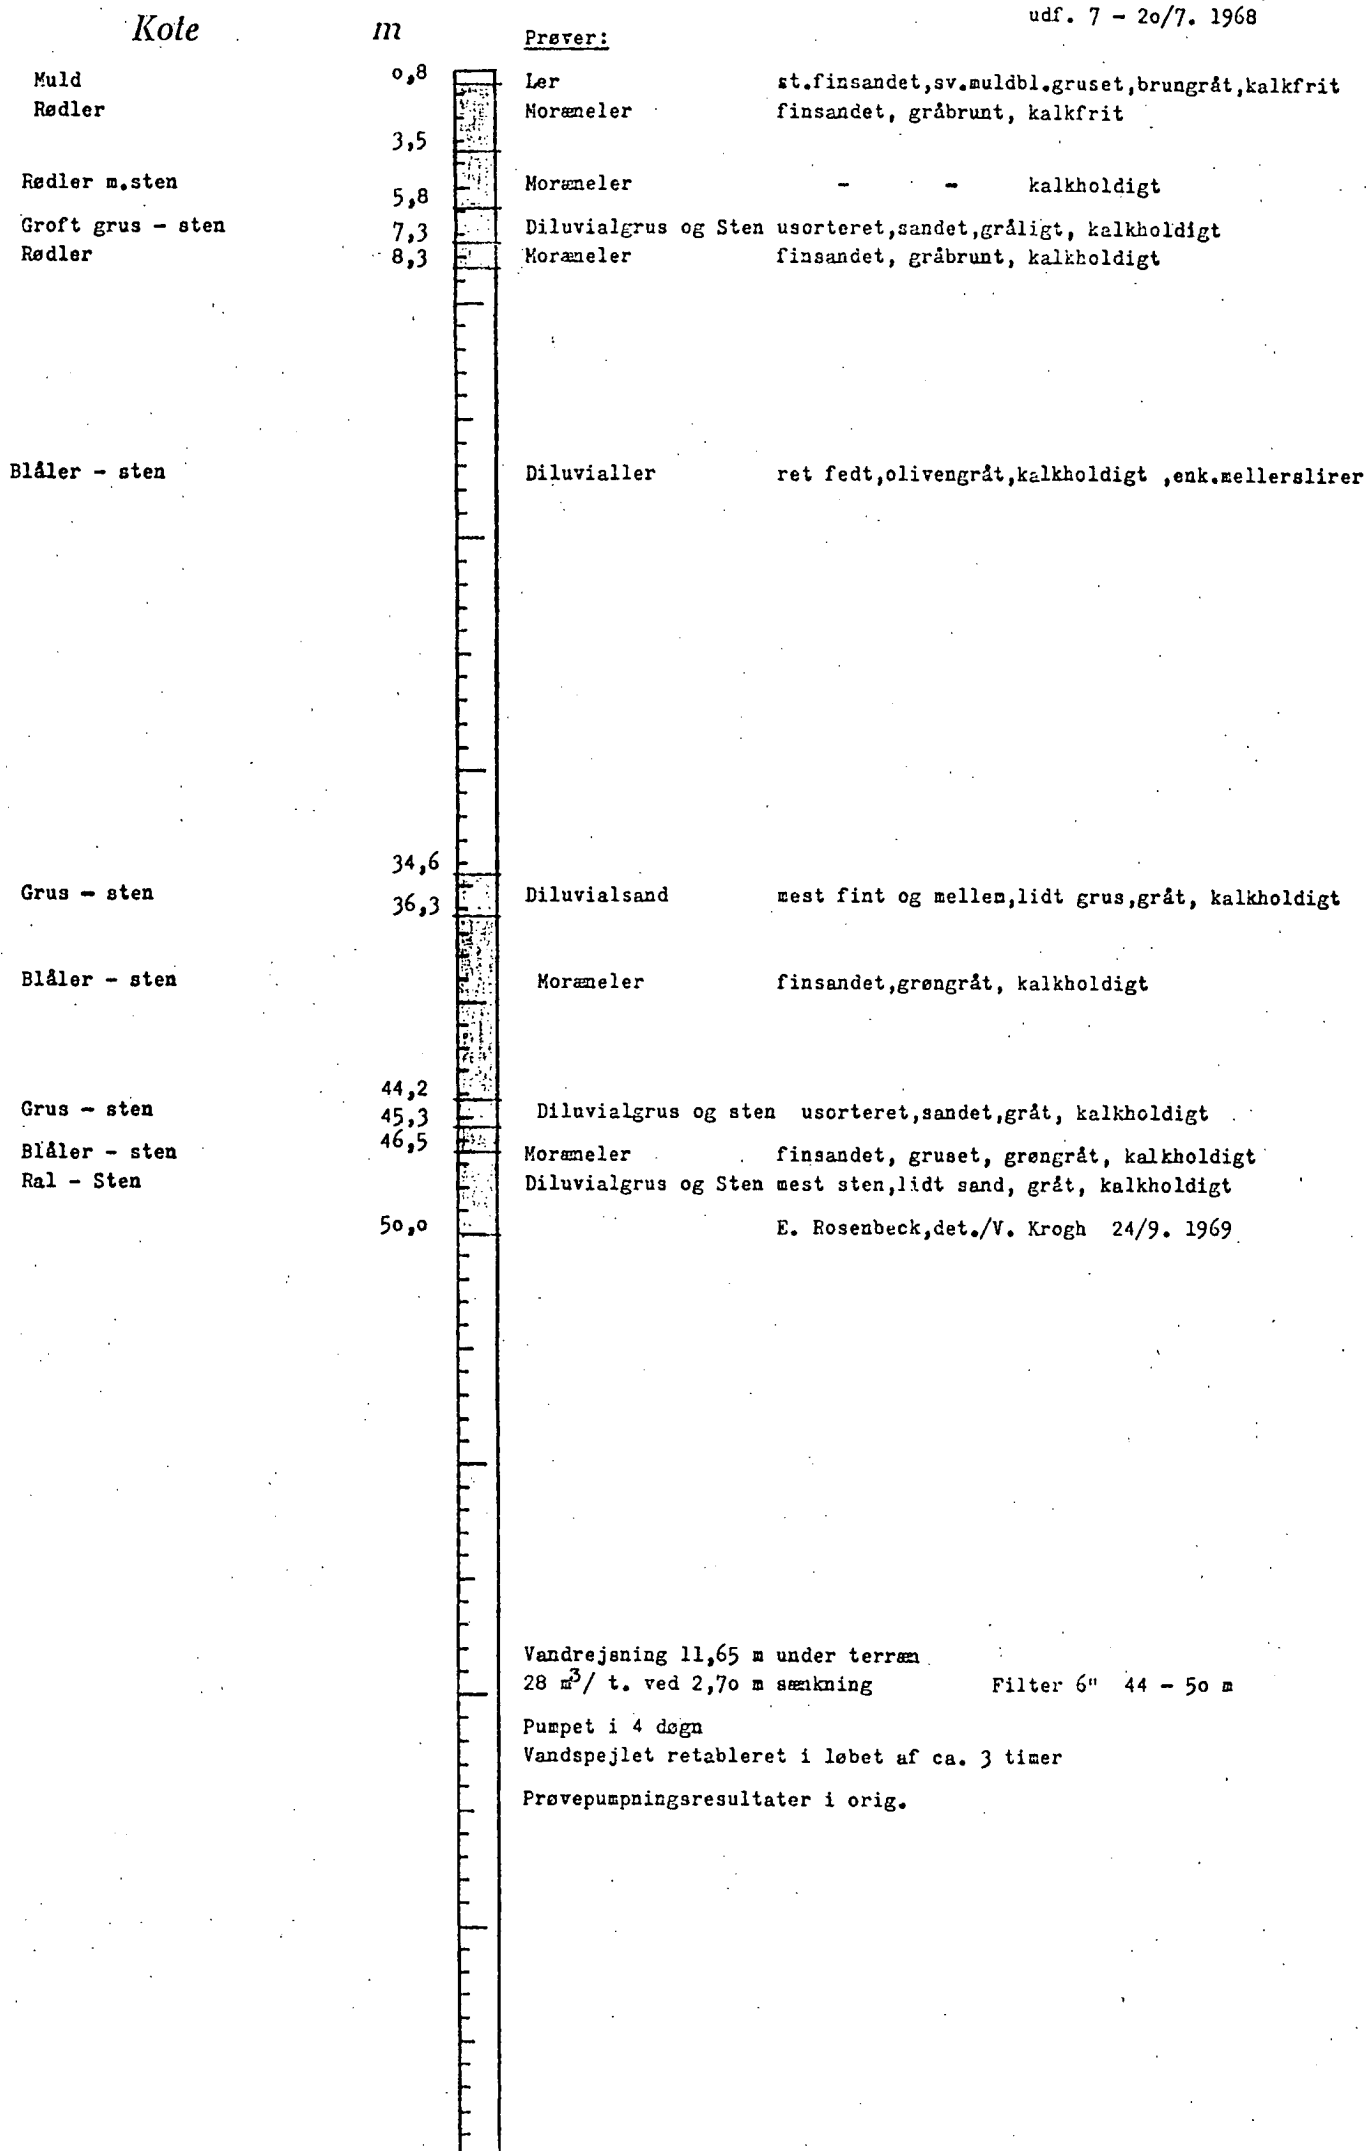 udf. 7 - 2o/7. 1968
Kote m Prøver:
Muld o,8 Ler st.finsandet,sv.muldbl.gruset,brungråt,kalkfrit
Rødler Moræneler finsandet, gråbrunt, kalkfrit
3,5
Rødler m.sten Moræneler - - kalkholdigt
5,8
Groft grus - sten 7,3 Diluvialgrus og Sten usorteret,sandet,gråligt, kalkholdigt
Rødler 8,3 Moræneler finsandet, gråbrunt, kalkholdigt
Blåler - sten Diluvialler ret fedt,olivengråt,kalkholdigt ,enk.mellerslirer
34,6
Grus - sten 36,3 Diluvialsand mest fint og mellem,lidt grus,gråt, kalkholdigt
Blåler - sten Moræneler finsandet,grøngråt, kalkholdigt
44,2
Grus - sten 45,3 Diluvialgrus og sten usorteret,sandet,gråt, kalkholdigt
46,5
Blåler - sten Moræneler finsandet, gruset, grøngråt, kalkholdigt
Ral - Sten Diluvialgrus og Sten mest sten,lidt sand, gråt, kalkholdigt
5o,o E. Rosenbeck,det./V. Krogh 24/9. 1969
Vandrejsning 11,65 m under terræn
28 m³/ t. ved 2,7o m sænkning Filter 6" 44 - 5o m
Pumpet i 4 døgn
Vandspejlet retableret i løbet af ca. 3 timer
Prøvepumpningsresultater i orig.